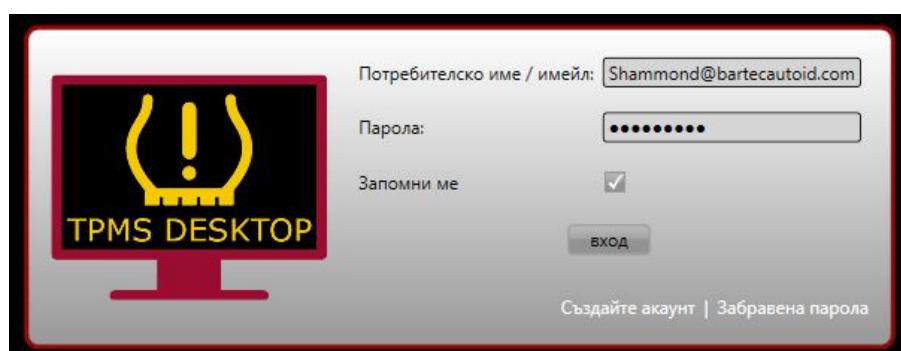 Потребителско име / имейл: Shammond@bartecautoid.com
Парола: ●●●●●●●●●
Запомни ме
TPMS DESKTOP
вход
Създайте акаунт | Забравена парола